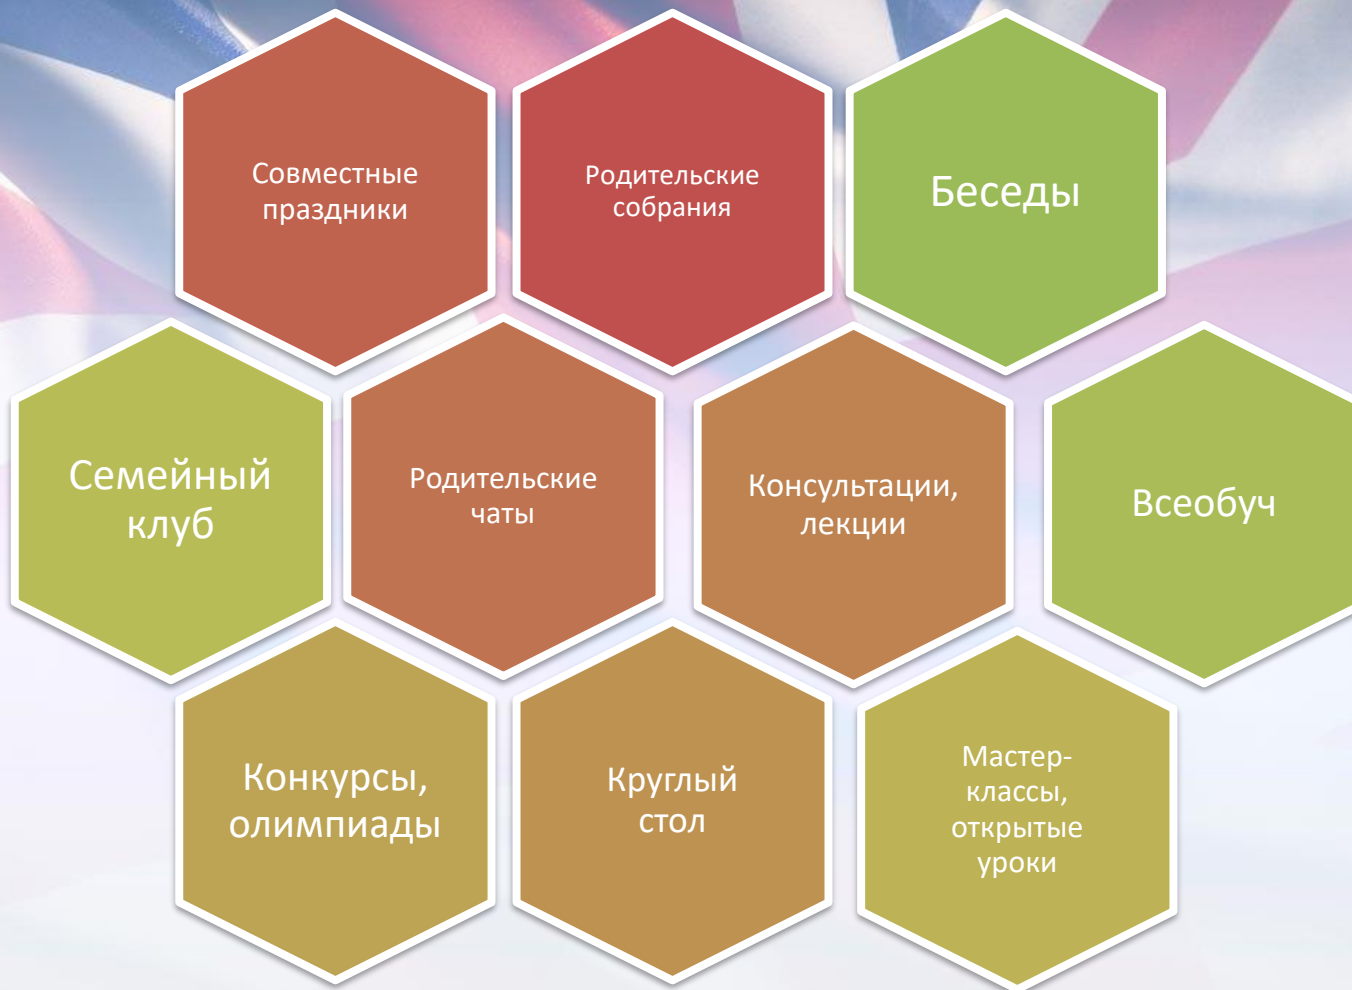 Совместные
праздники
Родительские
собрания
Беседы
Семейный
клуб
Родительские
чаты
Консультации,
лекции
Всеобуч
Конкурсы,
олимпиады
Круглый
стол
Мастер-
классы,
открытые
уроки